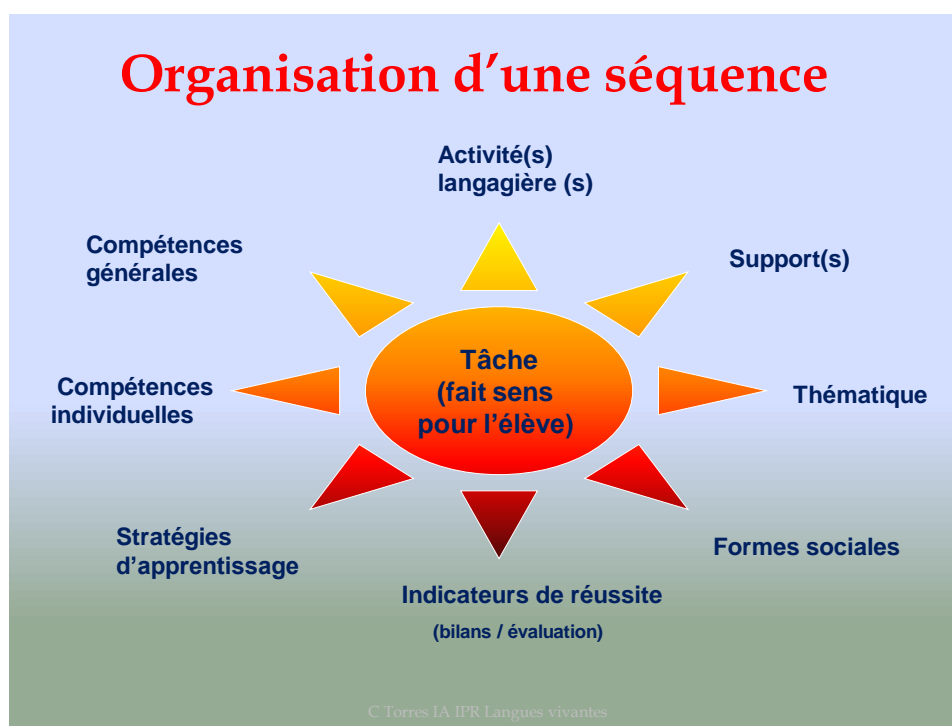 Organisation d’une séquence
Activité(s)
langagière (s)
Compétences
générales
Support(s)
Tâche
(fait sens
pour l’élève)
Compétences
individuelles
Thématique
Stratégies
d’apprentissage
Formes sociales
Indicateurs de réussite
(bilans / évaluation)
C Torres IA IPR Langues vivantes